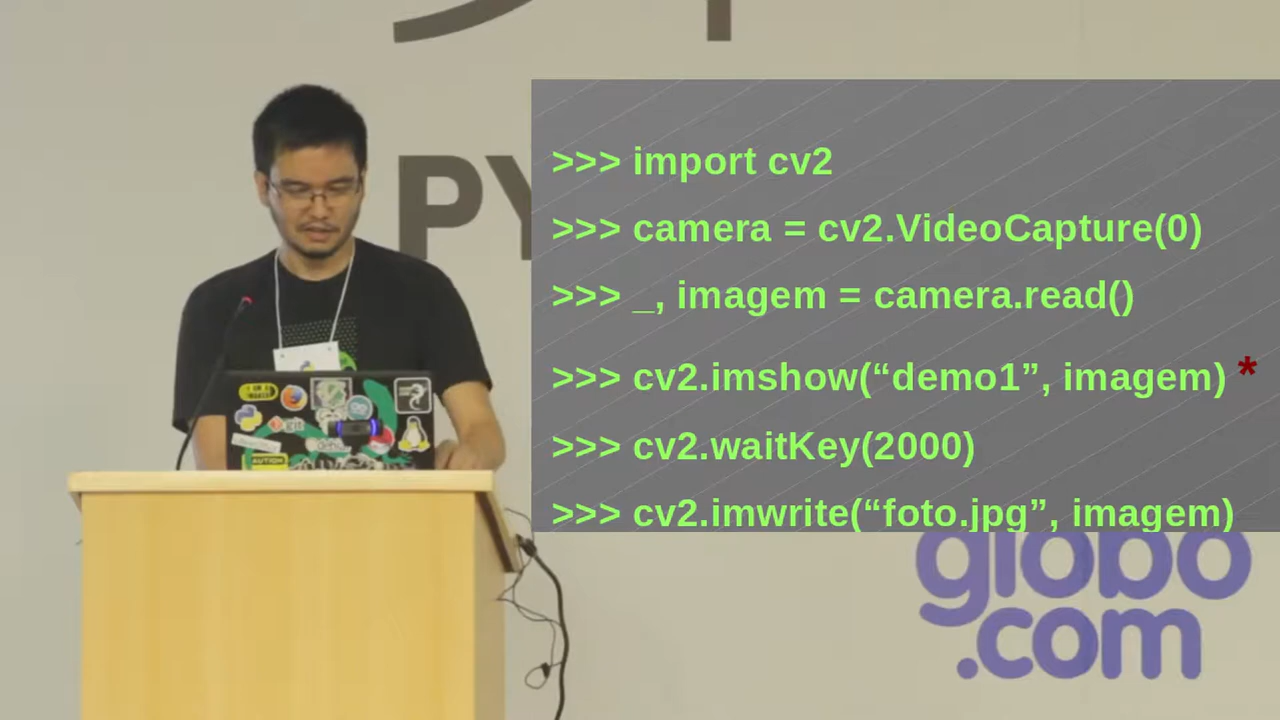 PY
>>> import cv2
>>> camera = cv2.VideoCapture(0)
>>> _, imagem = camera.read()
>>> cv2.imshow(“demo1”, imagem) *
>>> cv2.waitKey(2000)
>>> cv2.imwrite(“foto.jpg”, imagem)
git
globo
.com